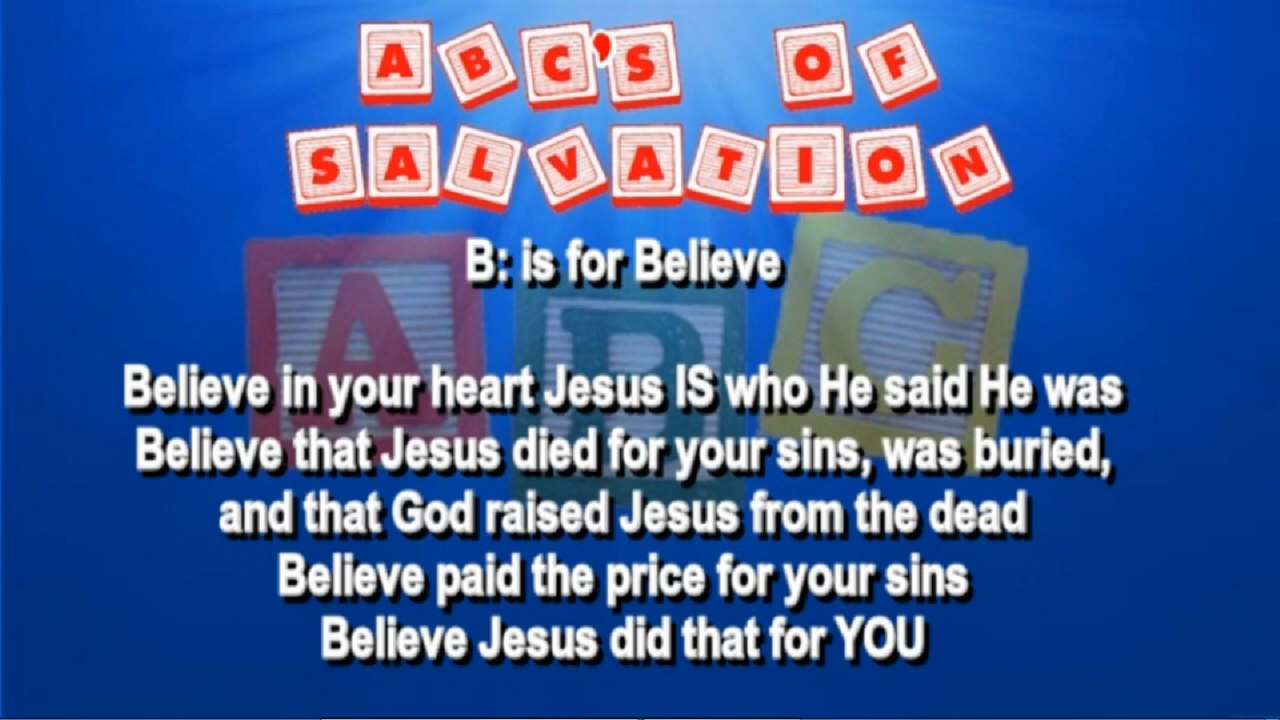 ABC'S OF
SALVATION
B: is for Believe
A B C
Believe in your heart Jesus IS who He said He was
Believe that Jesus died for your sins, was buried,
and that God raised Jesus from the dead
Believe paid the price for your sins
Believe Jesus did that for YOU